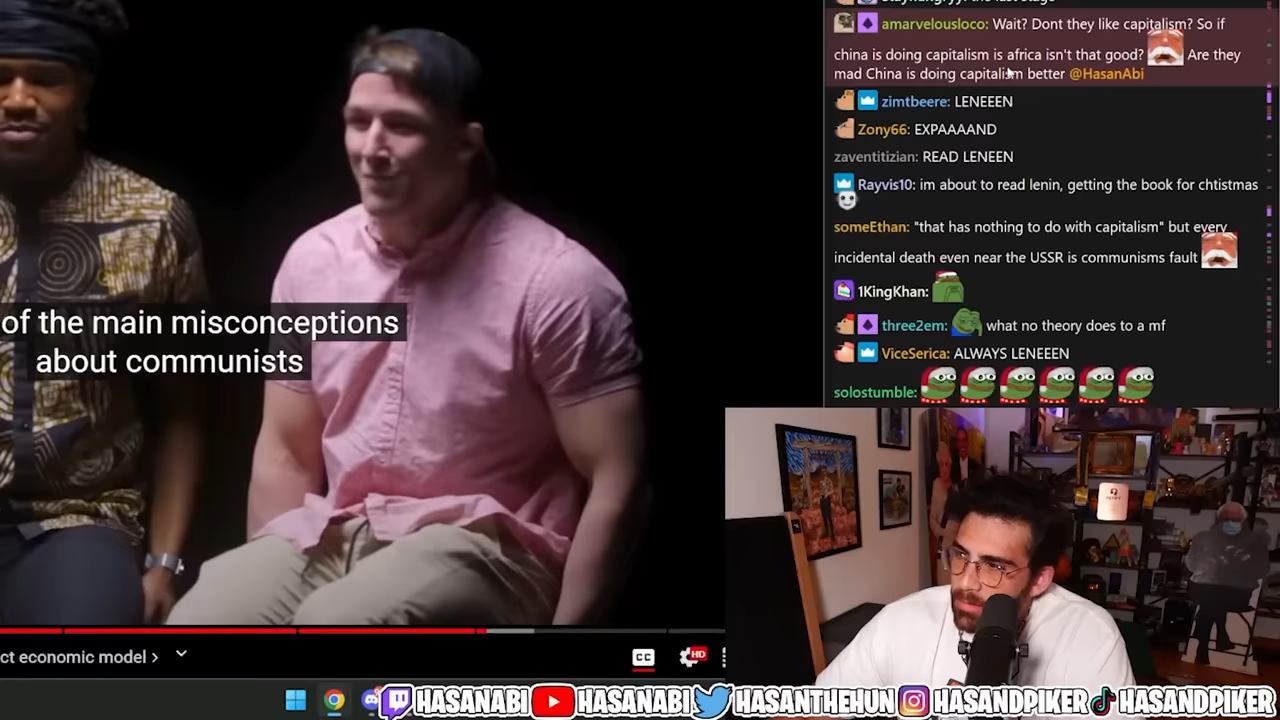 amarvelousloco: Wait? Dont they like capitalism? So if
china is doing capitalism is africa isn't that good? Are they
mad China is doing capitalism better @HasanAbi
zimtbeere: LENEEEN
Zony66: EXPAAAAND
zaventitizian: READ LENEEN
Rayvis10: im about to read lenin, getting the book for chtistmas
someEthan: "that has nothing to do with capitalism" but every
incidental death even near the USSR is communisms fault
1KingKhan:
three2em: what no theory does to a mf
ViceSerica: ALWAYS LENEEEN
solostumble:
of the main misconceptions
about communists
ct economic model >
CC
HD
HASANABI HASANABI HASANTHEHUN HASANDPIKER HASANDPIKER